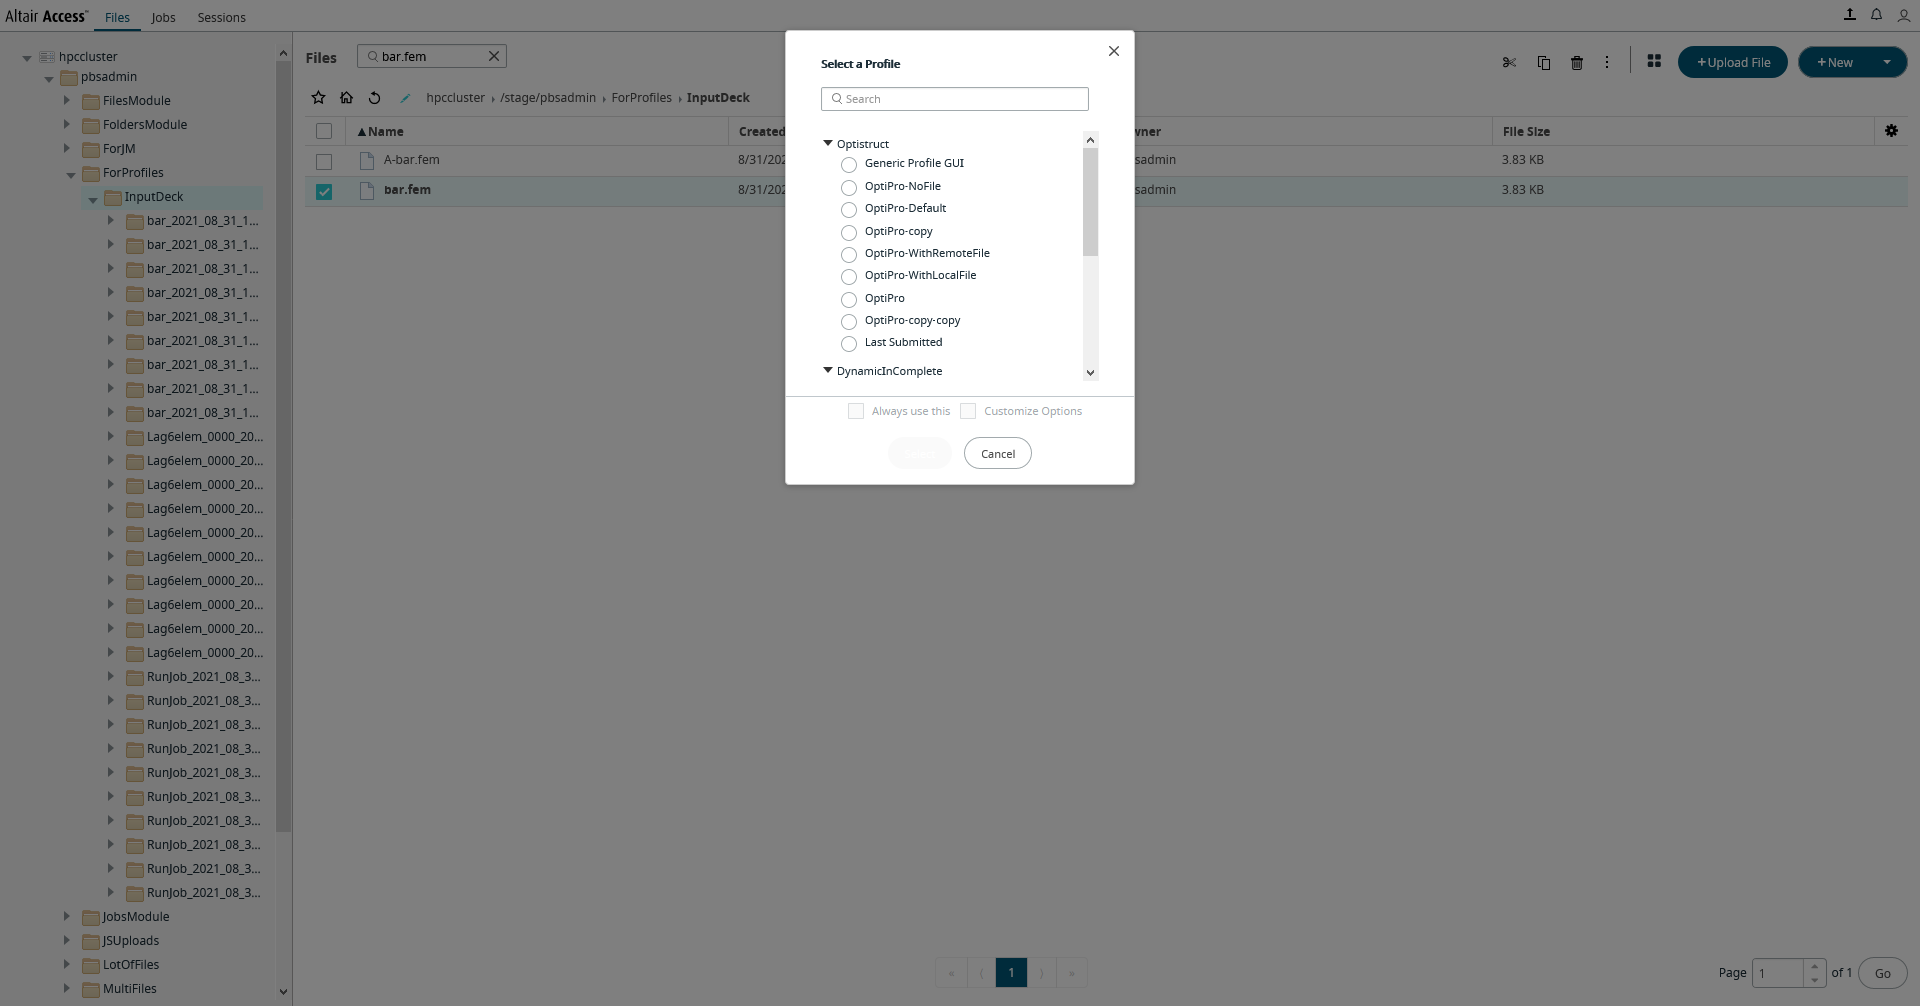 Altair Access™ Files Jobs Sessions
hpccluster
pbsadmin
FilesModule
FoldersModule
ForJM
ForProfiles
InputDeck
bar_2021_08_31_1...
bar_2021_08_31_1...
bar_2021_08_31_1...
bar_2021_08_31_1...
bar_2021_08_31_1...
bar_2021_08_31_1...
bar_2021_08_31_1...
bar_2021_08_31_1...
bar_2021_08_31_1...
Lag6elem_0000_20...
Lag6elem_0000_20...
Lag6elem_0000_20...
Lag6elem_0000_20...
Lag6elem_0000_20...
Lag6elem_0000_20...
Lag6elem_0000_20...
Lag6elem_0000_20...
Lag6elem_0000_20...
Lag6elem_0000_20...
RunJob_2021_08_3...
RunJob_2021_08_3...
RunJob_2021_08_3...
RunJob_2021_08_3...
RunJob_2021_08_3...
RunJob_2021_08_3...
RunJob_2021_08_3...
RunJob_2021_08_3...
RunJob_2021_08_3...
RunJob_2021_08_3...
JobsModule
JSUploads
LotOfFiles
MultiFiles
Files bar.fem
+Upload File +New
hpccluster › /stage/pbsadmin › ForProfiles › InputDeck
Name Created wner File Size
A-bar.fem 8/31/202 sadmin 3.83 KB
bar.fem 8/31/202 sadmin 3.83 KB
Select a Profile
Search
Optistruct
Generic Profile GUI
OptiPro-NoFile
OptiPro-Default
OptiPro-copy
OptiPro-WithRemoteFile
OptiPro-WithLocalFile
OptiPro
OptiPro-copy-copy
Last Submitted
DynamicInComplete
Always use this Customize Options
Cancel
« ⟨ 1 ⟩ »
Page 1 of 1 Go